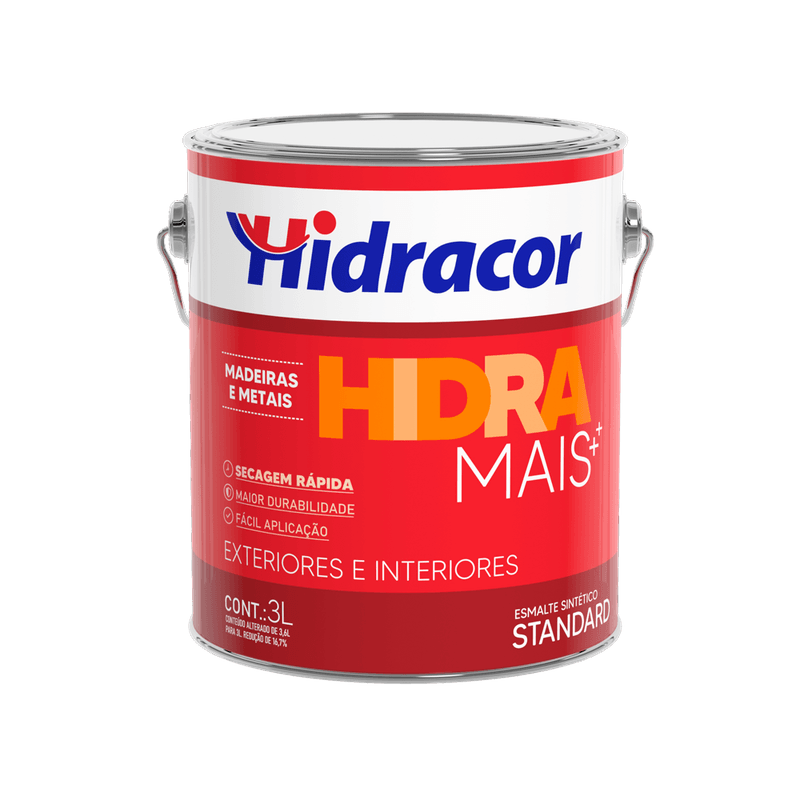 Hidracor
MADEIRAS
E METAIS
HIDRA
MAIS++
SECAGEM RÁPIDA
MAIOR DURABILIDADE
FÁCIL APLICAÇÃO
EXTERIORES E INTERIORES
CONT.:3L
CONTEÚDO ALTERADO DE 3,6L
PARA 3L REDUÇÃO DE 16,7%
ESMALTE SINTÉTICO
STANDARD